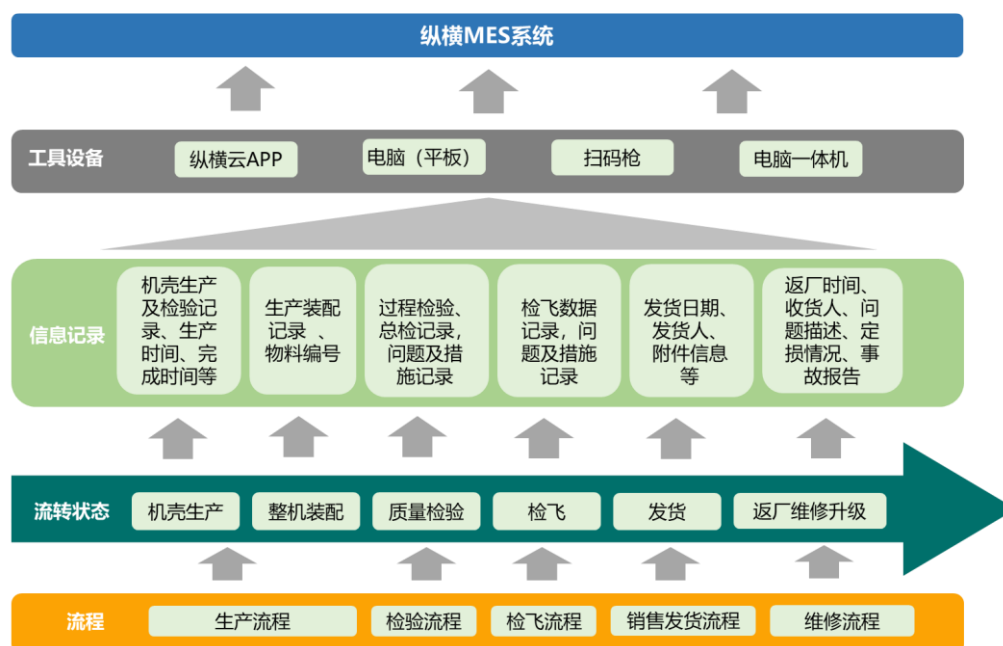 纵横MES系统
工具设备
纵横云APP
电脑（平板）
扫码枪
电脑一体机
信息记录
机壳生产
及检验记
录、生产
时间、完
成时间等
生产装配
记录 、
物料编号
过程检验、
总检记录，
问题及措
施记录
检飞数据
记录，问
题及措施
记录
发货日期、
发货人、
附件信息
等
返厂时间、
收货人、问
题描述、定
损情况、事
故报告
流转状态
机壳生产
整机装配
质量检验
检飞
发货
返厂维修升级
流程
生产流程
检验流程
检飞流程
销售发货流程
维修流程